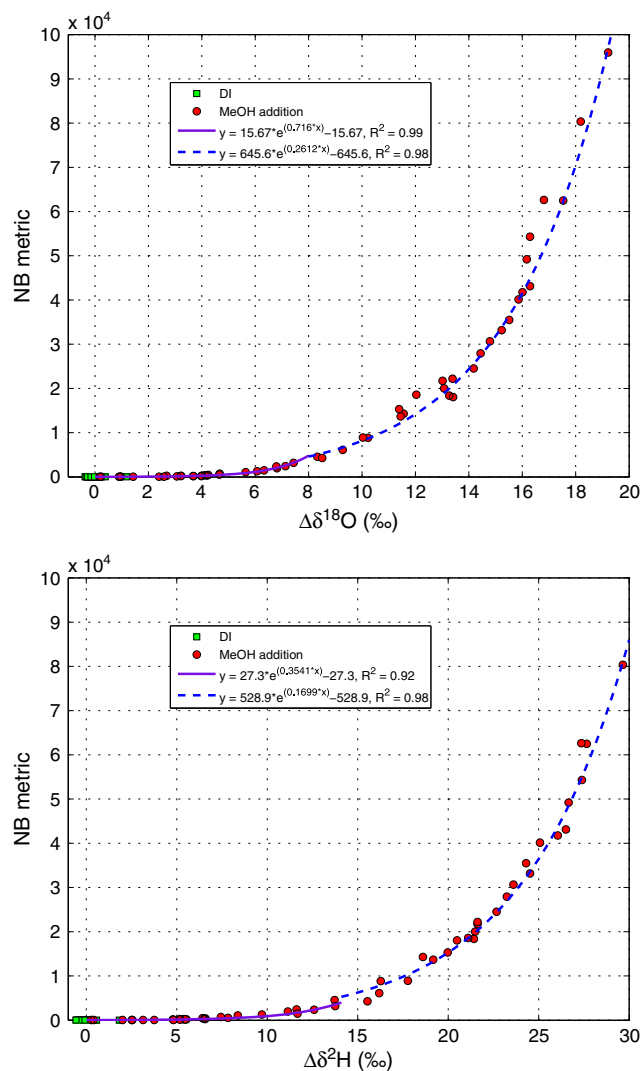 x 10⁴
10
9
8
7
6
5
4
3
2
1
0
NB metric
DI
MeOH addition
y = 15.67*e^(0.716*x)−15.67, R² = 0.99
y = 645.6*e^(0.2612*x)−645.6, R² = 0.98
0 2 4 6 8 10 12 14 16 18 20
Δδ¹⁸O (‰)
x 10⁴
10
9
8
7
6
5
4
3
2
1
0
NB metric
DI
MeOH addition
y = 27.3*e^(0.3541*x)−27.3, R² = 0.92
y = 528.9*e^(0.1699*x)−528.9, R² = 0.98
0 5 10 15 20 25 30
Δδ²H (‰)